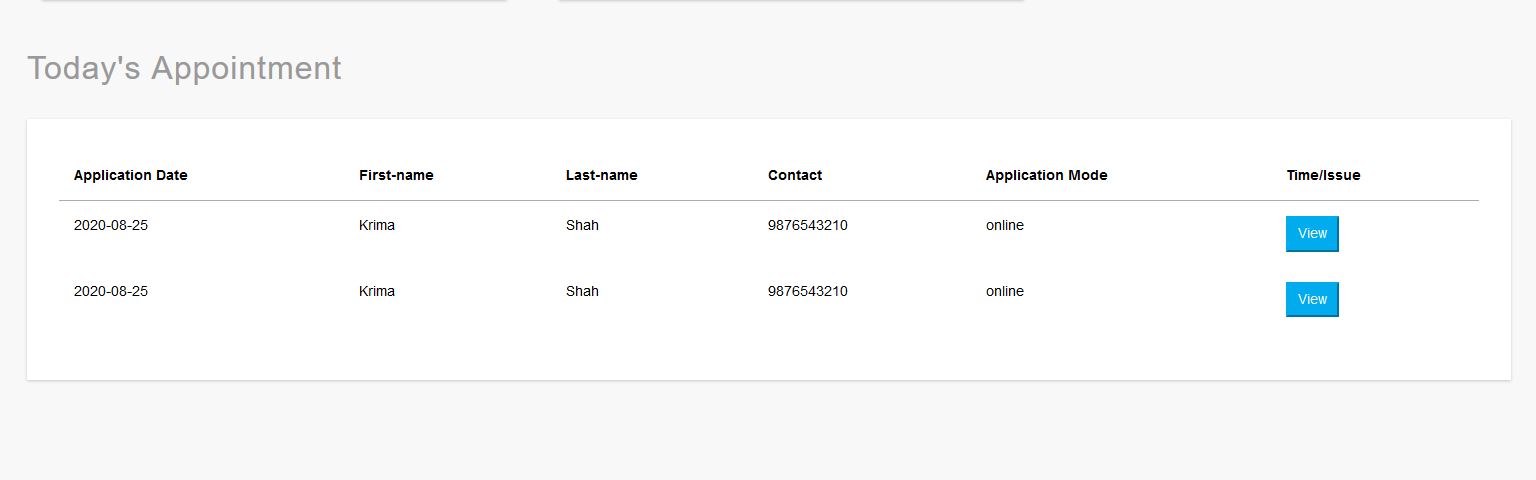 Today's Appointment
Application Date First-name Last-name Contact Application Mode Time/Issue
2020-08-25 Krima Shah 9876543210 online View
2020-08-25 Krima Shah 9876543210 online View